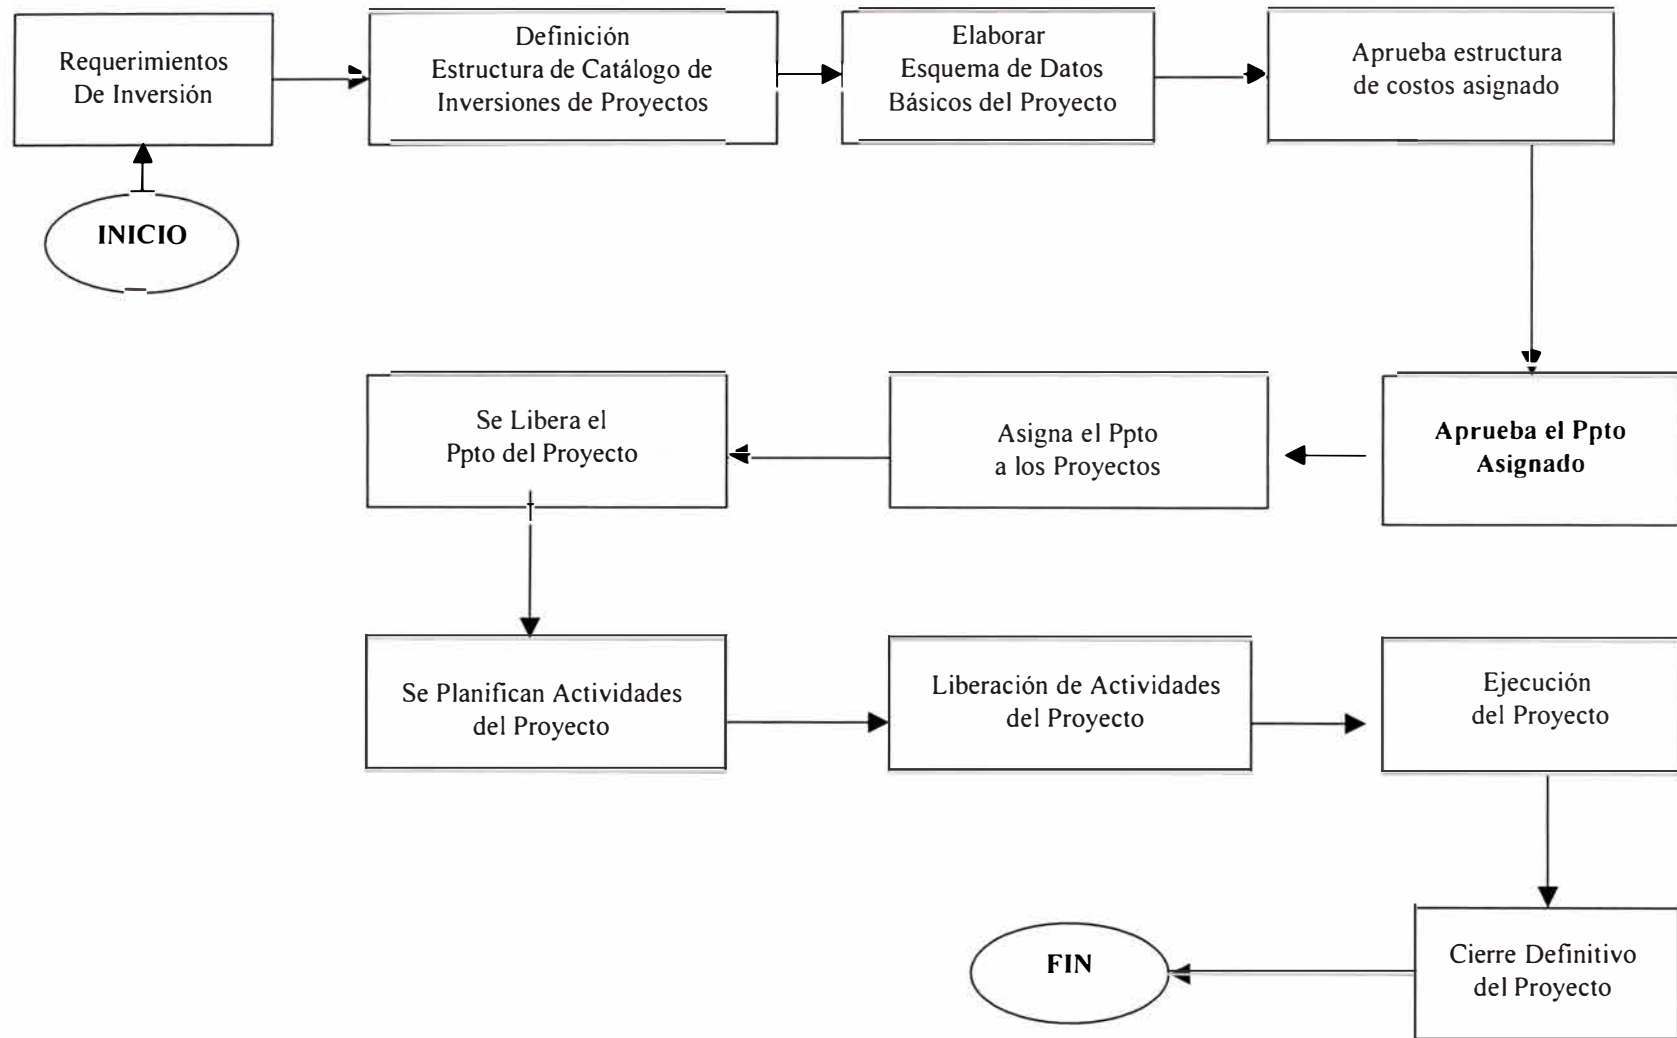 Requerimientos
De Inversión
Definición
Estructura de Catálogo de
Inversiones de Proyectos
Elaborar
Esquema de Datos
Básicos del Proyecto
Aprueba estructura
de costos asignado
INICIO
Se Libera el
Ppto del Proyecto
Asigna el Ppto
a los Proyectos
Aprueba el Ppto
Asignado
Se Planifican Actividades
del Proyecto
Liberación de Actividades
del Proyecto
Ejecución
del Proyecto
FIN
Cierre Definitivo
del Proyecto